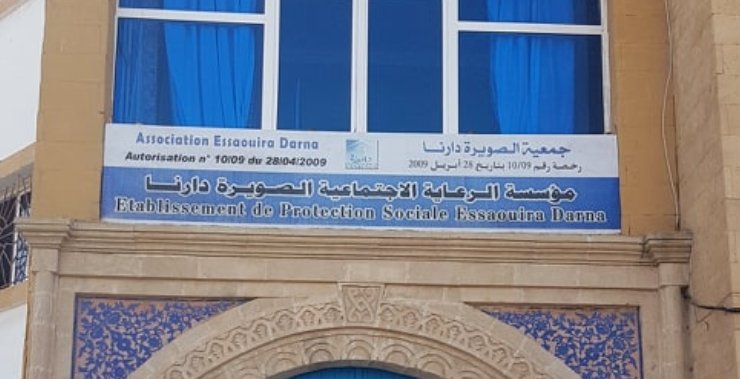 Association Essaouira Darna
Autorisation n° 10/09 du 28/04/2009
جمعية الصويرة دارنا
رخصة رقم 10/09 بتاريخ 28 أبريل 2009
مؤسسة الرعاية الاجتماعية الصويرة دارنا
Etablissement de Protection Sociale Essaouira Darna